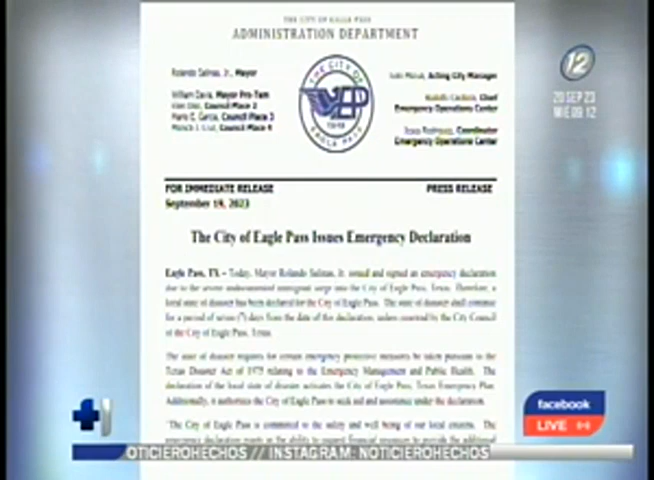 THE CITY OF EAGLE PASS
ADMINISTRATION DEPARTMENT
Rolando Salinas, Jr., Mayor
William Davis, Mayor Pro-Tem
Council Place 2
Mario E. Garcia, Council Place 3
Council Place 4
THE CITY OF
EP
EAGLE PASS
Acting City Manager
Chief
Emergency Operations Center
Coordinator
Emergency Operations Center
12
20 SEP 23
MIE 09:12
FOR IMMEDIATE RELEASE PRESS RELEASE
September 19, 2023
The City of Eagle Pass Issues Emergency Declaration
Eagle Pass, TX – Today, Mayor Rolando Salinas, Jr. issued and signed an emergency declaration
due to the severe undocumented immigrant surge into the City of Eagle Pass, Texas. Therefore, a
local state of disaster has been declared for the City of Eagle Pass. The state of disaster shall continue
for a period of seven (7) days from the date of this declaration, unless renewed by the City Council
of the City of Eagle Pass, Texas.
The state of disaster requires for certain emergency protective measures be taken pursuant to the
Texas Disaster Act of 1975 relating to the Emergency Management and Public Health. The
declaration of the local state of disaster activates the City of Eagle Pass, Texas Emergency Plan.
Additionally, it authorizes the City of Eagle Pass to seek aid and assistance under the declaration.
"The City of Eagle Pass is committed to the safety and well being of our local citizens. The
emergency declaration grants us the ability to request financial resources to provide the additional
facebook
LIVE
OTICIEROHECHOS // INSTAGRAM: NOTICIEROHECHOS